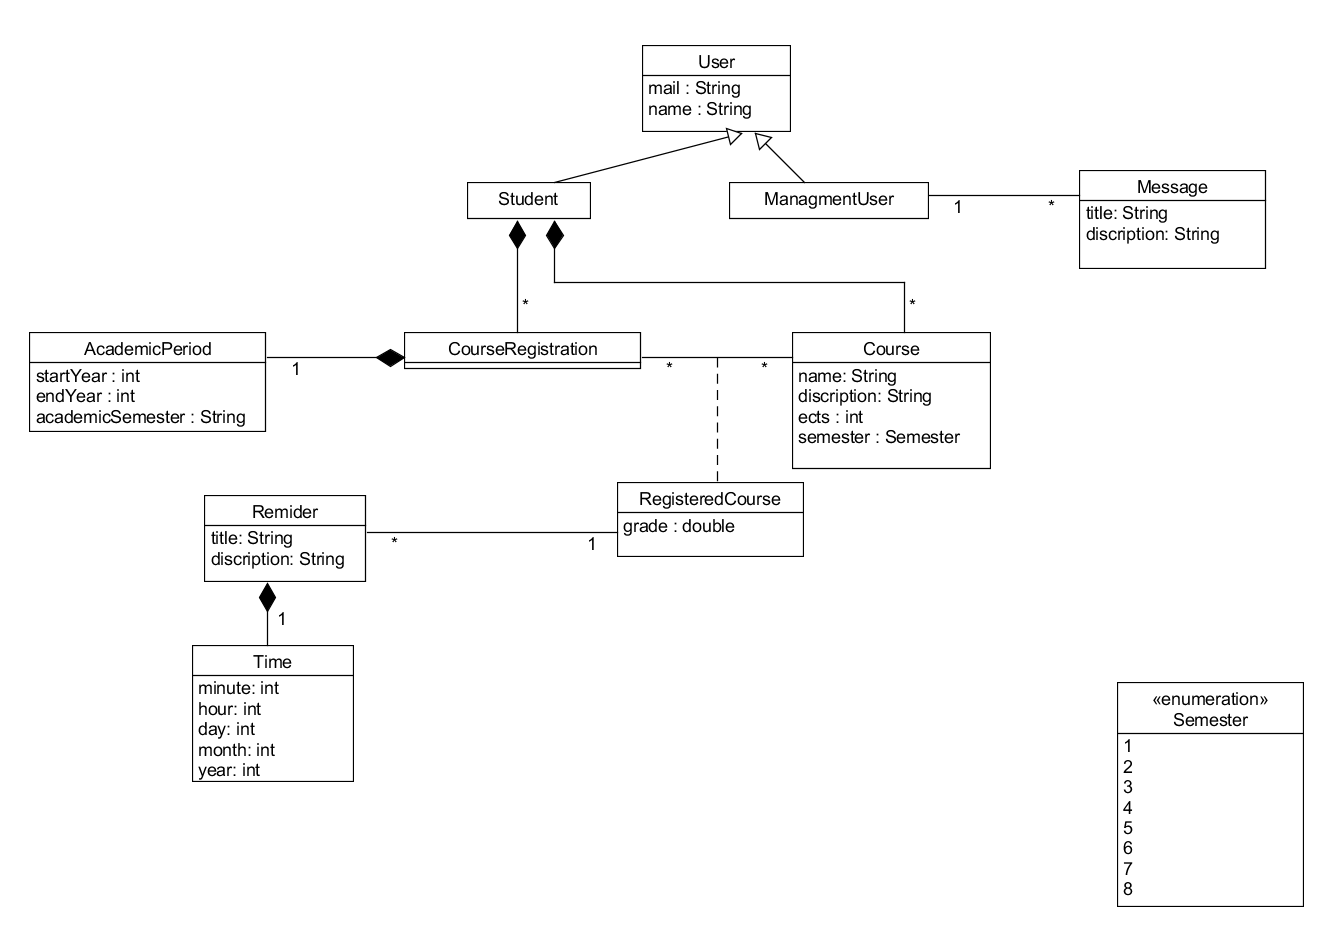 User
mail : String
name : String
Student
ManagmentUser
1
*
Message
title: String
discription: String
*
*
AcademicPeriod
startYear : int
endYear : int
academicSemester : String
1
CourseRegistration
*
*
Course
name: String
discription: String
ects : int
semester : Semester
Remider
title: String
discription: String
*
1
RegisteredCourse
grade : double
1
Time
minute: int
hour: int
day: int
month: int
year: int
«enumeration»
Semester
1
2
3
4
5
6
7
8